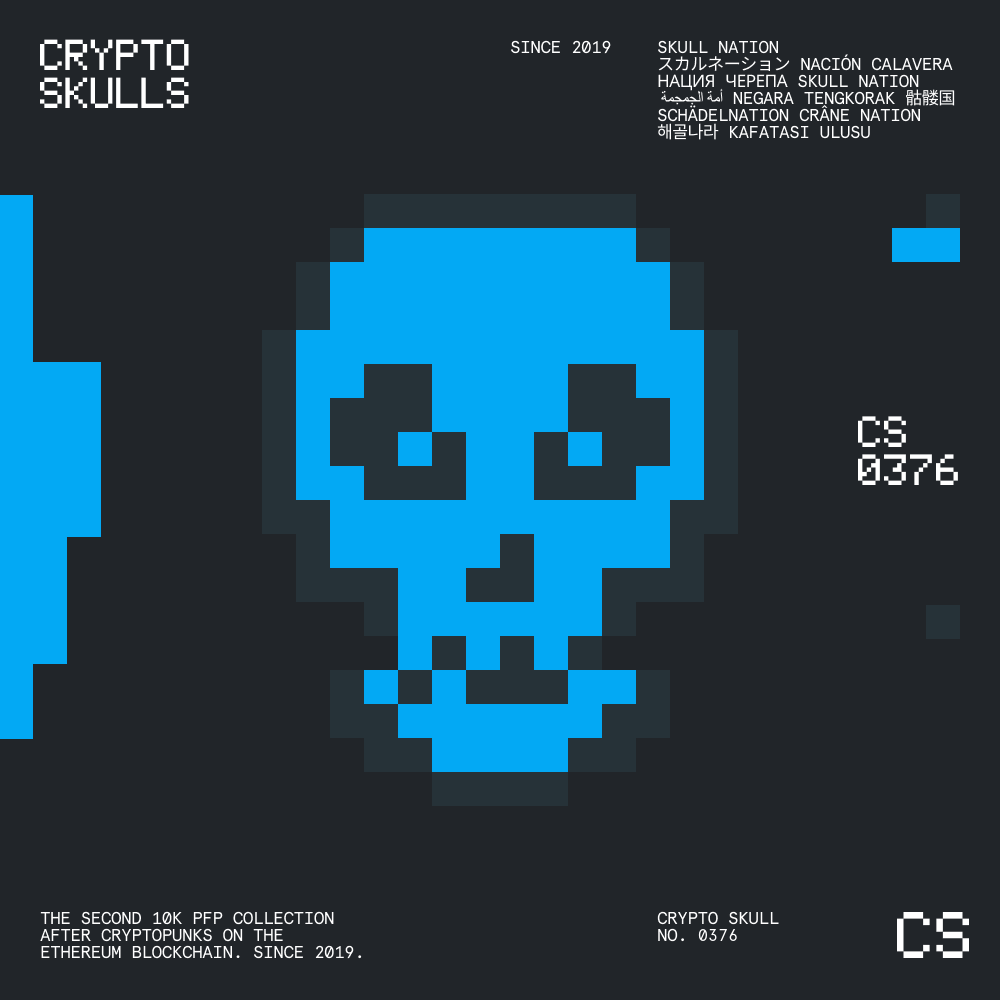 CRYPTO
SKULLS
SINCE 2019
SKULL NATION
スカルネーション NACIÓN CALAVERA
НАЦИЯ ЧЕРЕПА SKULL NATION
أمة الجمجمة NEGARA TENGKORAK 骷髅国
SCHÄDELNATION CRÂNE NATION
해골나라 KAFATASI ULUSU
CS
0376
THE SECOND 10K PFP COLLECTION
AFTER CRYPTOPUNKS ON THE
ETHEREUM BLOCKCHAIN. SINCE 2019.
CRYPTO SKULL
NO. 0376
CS